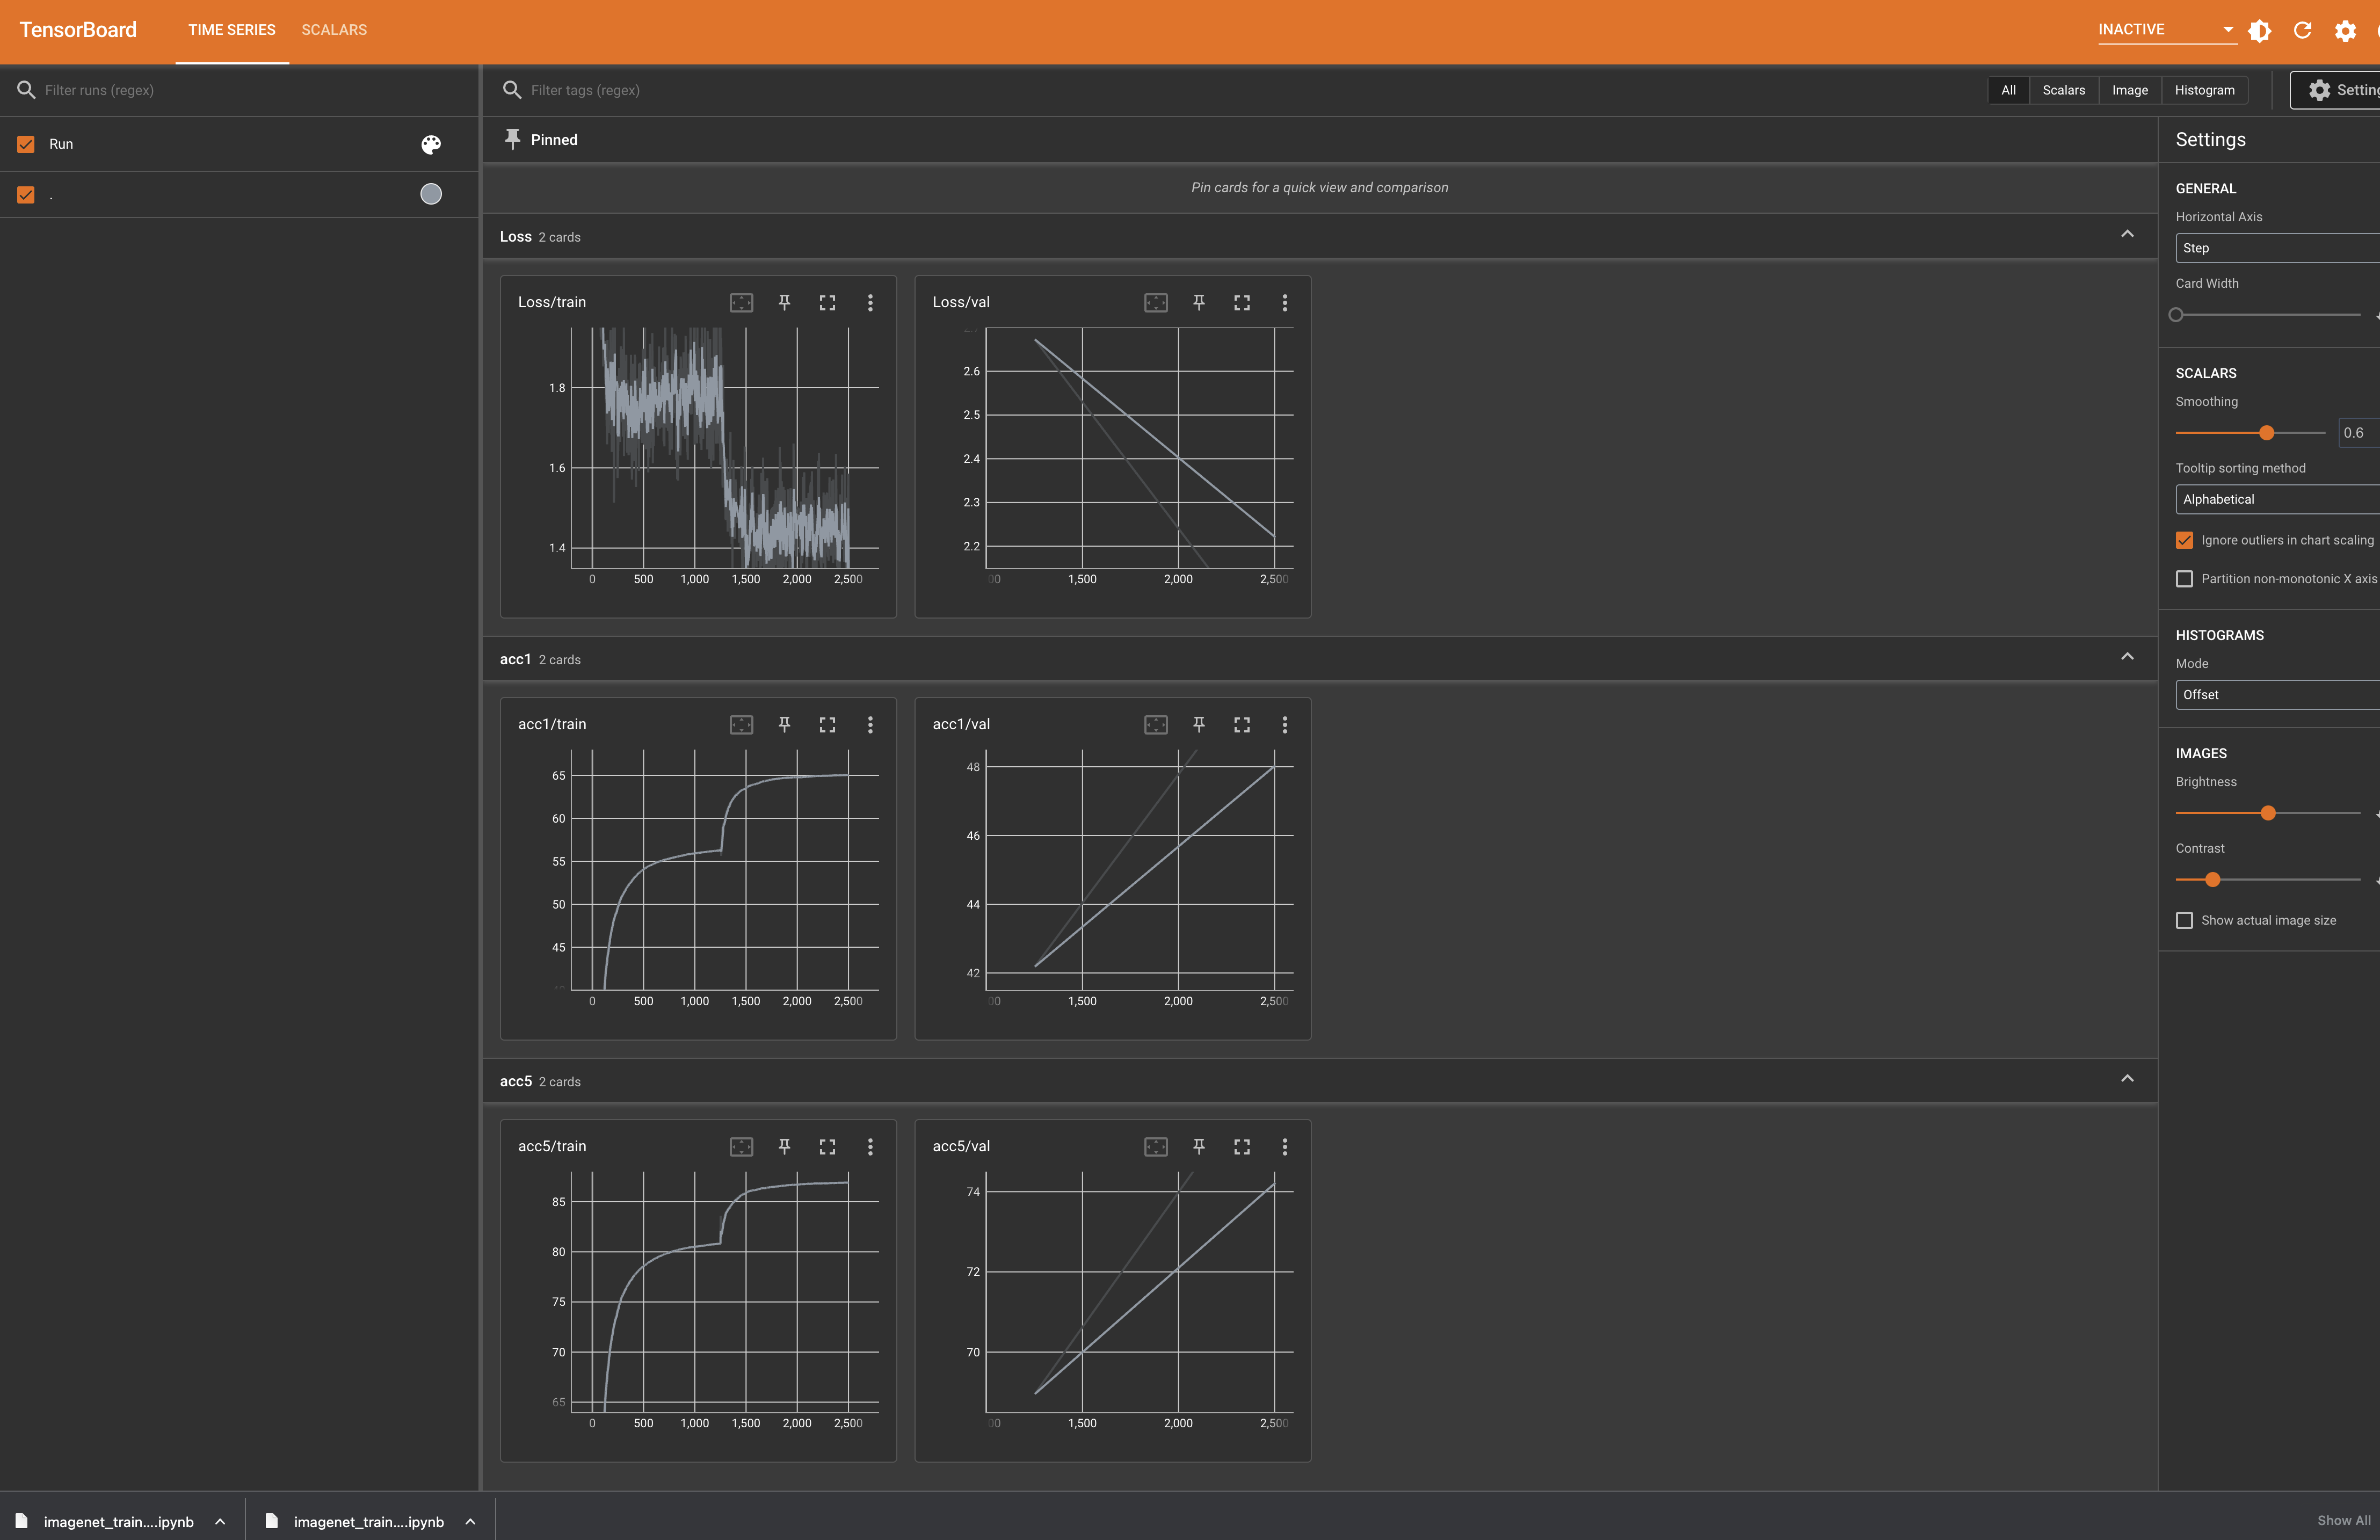 TensorBoard TIME SERIES SCALARS INACTIVE
Filter runs (regex)
Run
.
Filter tags (regex) All Scalars Image Histogram
Pinned
Pin cards for a quick view and comparison
Loss 2 cards
Loss/train
1.8
1.6
1.4
0 500 1,000 1,500 2,000 2,500
Loss/val
2.6
2.5
2.4
2.3
2.2
00 1,500 2,000 2,500
acc1 2 cards
acc1/train
65
60
55
50
45
0 500 1,000 1,500 2,000 2,500
acc1/val
48
46
44
42
00 1,500 2,000 2,500
acc5 2 cards
acc5/train
85
80
75
70
65
0 500 1,000 1,500 2,000 2,500
acc5/val
74
72
70
00 1,500 2,000 2,500
Settin
Settings
GENERAL
Horizontal Axis
Step
Card Width
SCALARS
Smoothing
0.6
Tooltip sorting method
Alphabetical
Ignore outliers in chart scaling
Partition non-monotonic X axis
HISTOGRAMS
Mode
Offset
IMAGES
Brightness
Contrast
Show actual image size
imagenet_train....ipynb imagenet_train....ipynb Show All